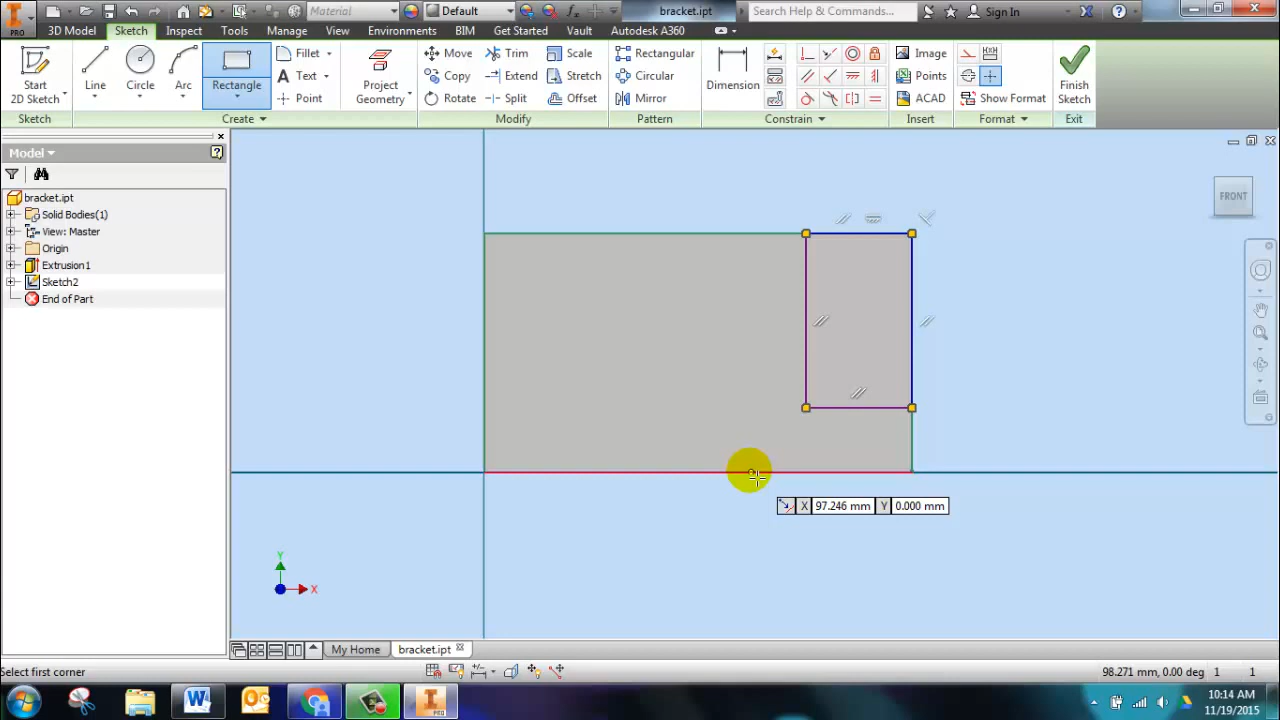 PRO
Material
Default
bracket.ipt
Search Help & Commands...
Sign In
3D Model Sketch Inspect Tools Manage View Environments BIM Get Started Vault Autodesk A360
Start
2D Sketch
Line
Circle
Arc
Rectangle
Fillet
Text
Point
Project
Geometry
Move
Copy
Rotate
Trim
Extend
Split
Scale
Stretch
Offset
Rectangular
Circular
Mirror
Dimension
Image
Points
ACAD
Show Format
Finish
Sketch
Sketch Create Modify Pattern Constrain Insert Format Exit
Model
bracket.ipt
Solid Bodies(1)
View: Master
Origin
Extrusion1
Sketch2
End of Part
FRONT
X 97.246 mm Y 0.000 mm
Y
X
My Home
bracket.ipt
Select first corner
98.271 mm, 0.00 deg 1 1
PRO
10:14 AM
11/19/2015